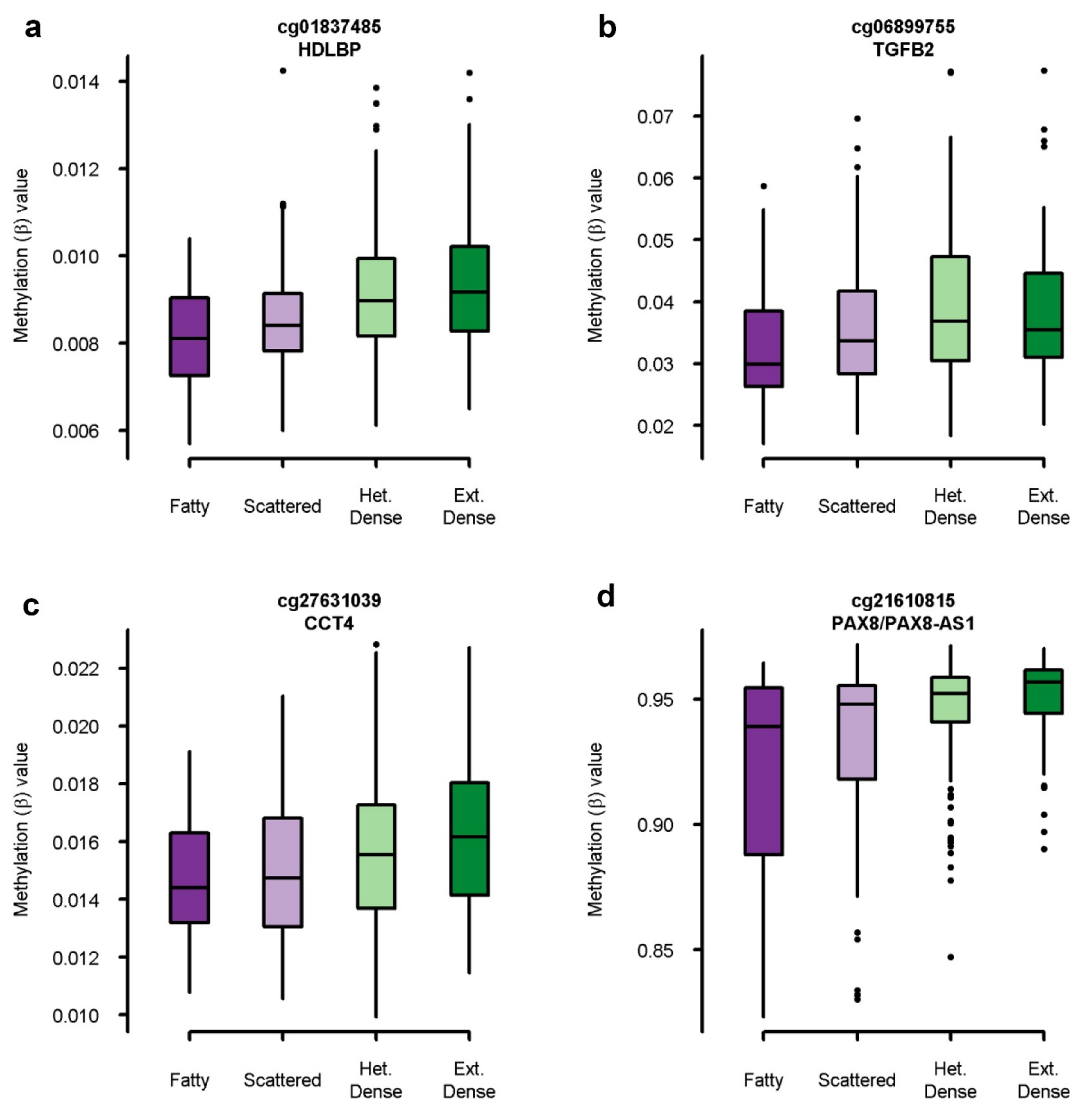 a
cg01837485
HDLBP
Methylation (β) value
0.014
0.012
0.010
0.008
0.006
Fatty
Scattered
Het.
Dense
Ext.
Dense
b
cg06899755
TGFB2
Methylation (β) value
0.07
0.06
0.05
0.04
0.03
0.02
Fatty
Scattered
Het.
Dense
Ext.
Dense
c
cg27631039
CCT4
Methylation (β) value
0.022
0.020
0.018
0.016
0.014
0.012
0.010
Fatty
Scattered
Het.
Dense
Ext.
Dense
d
cg21610815
PAX8/PAX8-AS1
Methylation (β) value
0.95
0.90
0.85
Fatty
Scattered
Het.
Dense
Ext.
Dense